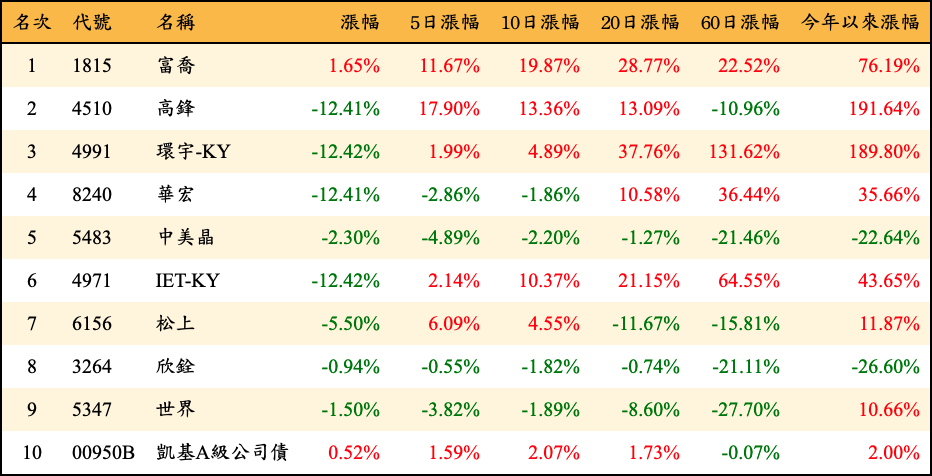 名次 代號 名稱 漲幅 5日漲幅 10日漲幅 20日漲幅 60日漲幅 今年以來漲幅
1 1815 富喬 1.65% 11.67% 19.87% 28.77% 22.52% 76.19%
2 4510 高鋒 -12.41% 17.90% 13.36% 13.09% -10.96% 191.64%
3 4991 環宇-KY -12.42% 1.99% 4.89% 37.76% 131.62% 189.80%
4 8240 華宏 -12.41% -2.86% -1.86% 10.58% 36.44% 35.66%
5 5483 中美晶 -2.30% -4.89% -2.20% -1.27% -21.46% -22.64%
6 4971 IET-KY -12.42% 2.14% 10.37% 21.15% 64.55% 43.65%
7 6156 松上 -5.50% 6.09% 4.55% -11.67% -15.81% 11.87%
8 3264 欣銓 -0.94% -0.55% -1.82% -0.74% -21.11% -26.60%
9 5347 世界 -1.50% -3.82% -1.89% -8.60% -27.70% 10.66%
10 00950B 凱基A級公司債 0.52% 1.59% 2.07% 1.73% -0.07% 2.00%